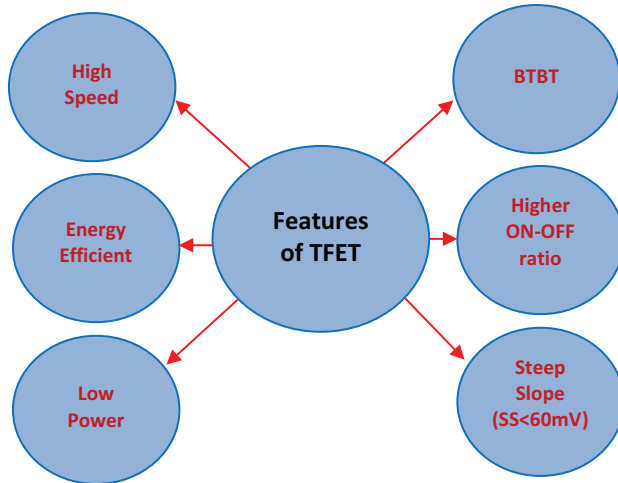 High
Speed
BTBT
Features
of TFET
Energy
Efficient
Higher
ON-OFF
ratio
Low
Power
Steep
Slope
(SS<60mV)